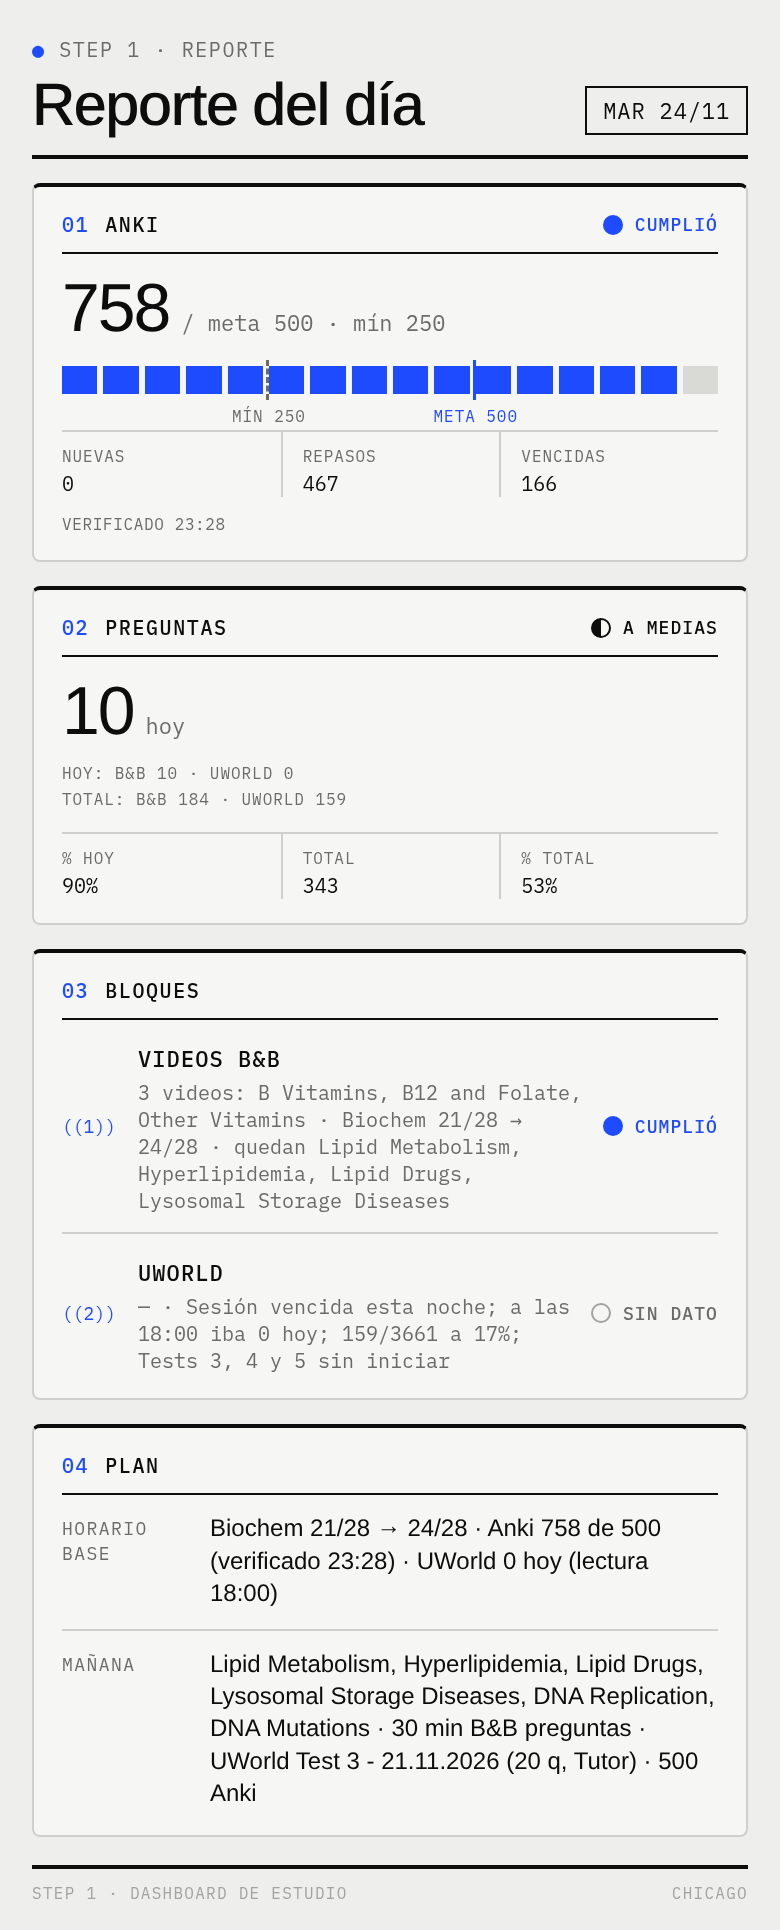 STEP 1 · REPORTE
Reporte del día
MAR 24/11
01 ANKI
CUMPLIÓ
758 / meta 500 · mín 250
MÍN 250
META 500
NUEVAS
0
REPASOS
467
VENCIDAS
166
VERIFICADO 23:28
02 PREGUNTAS
A MEDIAS
10 hoy
HOY: B&B 10 · UWORLD 0
TOTAL: B&B 184 · UWORLD 159
% HOY
90%
TOTAL
343
% TOTAL
53%
03 BLOQUES
((1))
VIDEOS B&B
3 videos: B Vitamins, B12 and Folate,
Other Vitamins · Biochem 21/28 →
24/28 · quedan Lipid Metabolism,
Hyperlipidemia, Lipid Drugs,
Lysosomal Storage Diseases
CUMPLIÓ
((2))
UWORLD
— · Sesión vencida esta noche; a las
18:00 iba 0 hoy; 159/3661 a 17%;
Tests 3, 4 y 5 sin iniciar
SIN DATO
04 PLAN
HORARIO
BASE
Biochem 21/28 → 24/28 · Anki 758 de 500
(verificado 23:28) · UWorld 0 hoy (lectura
18:00)
MAÑANA
Lipid Metabolism, Hyperlipidemia, Lipid Drugs,
Lysosomal Storage Diseases, DNA Replication,
DNA Mutations · 30 min B&B preguntas ·
UWorld Test 3 - 21.11.2026 (20 q, Tutor) · 500
Anki
STEP 1 · DASHBOARD DE ESTUDIO
CHICAGO